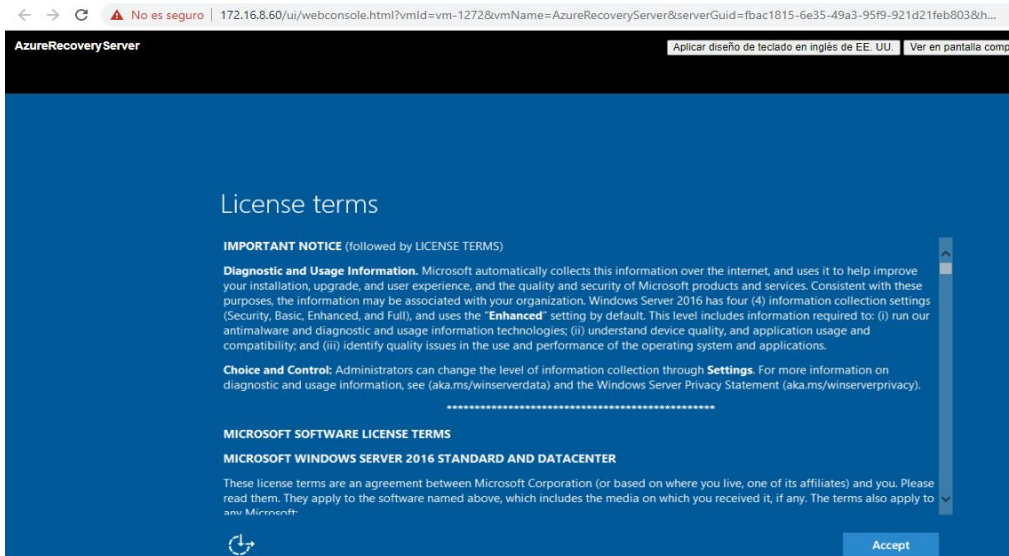 No es seguro | 172.16.8.60/ui/webconsole.html?vmId=vm-1272&vmName=AzureRecoveryServer&serverGuid=fbac1815-6e35-49a3-95f9-921d21feb803&h...
AzureRecoveryServer
Aplicar diseño de teclado en inglés de EE. UU. Ver en pantalla comp
License terms
IMPORTANT NOTICE (followed by LICENSE TERMS)
Diagnostic and Usage Information. Microsoft automatically collects this information over the internet, and uses it to help improve
your installation, upgrade, and user experience, and the quality and security of Microsoft products and services. Consistent with these
purposes, the information may be associated with your organization. Windows Server 2016 has four (4) information collection settings
(Security, Basic, Enhanced, and Full), and uses the "Enhanced" setting by default. This level includes information required to: (i) run our
antimalware and diagnostic and usage information technologies; (ii) understand device quality, and application usage and
compatibility; and (iii) identify quality issues in the use and performance of the operating system and applications.
Choice and Control: Administrators can change the level of information collection through Settings. For more information on
diagnostic and usage information, see (aka.ms/winserverdata) and the Windows Server Privacy Statement (aka.ms/winserverprivacy).
************************************************
MICROSOFT SOFTWARE LICENSE TERMS
MICROSOFT WINDOWS SERVER 2016 STANDARD AND DATACENTER
These license terms are an agreement between Microsoft Corporation (or based on where you live, one of its affiliates) and you. Please
read them. They apply to the software named above, which includes the media on which you received it, if any. The terms also apply to
any Microsoft:
Accept